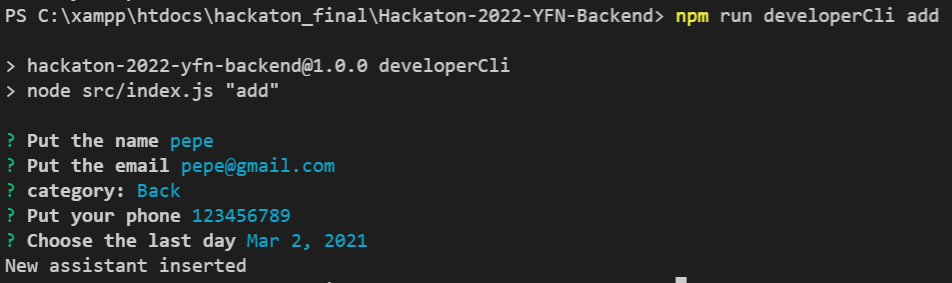 PS C:\xampp\htdocs\hackaton_final\Hackaton-2022-YFN-Backend> npm run developerCli add
> hackaton-2022-yfn-backend@1.0.0 developerCli
> node src/index.js "add"
? Put the name pepe
? Put the email pepe@gmail.com
? category: Back
? Put your phone 123456789
? Choose the last day Mar 2, 2021
New assistant inserted